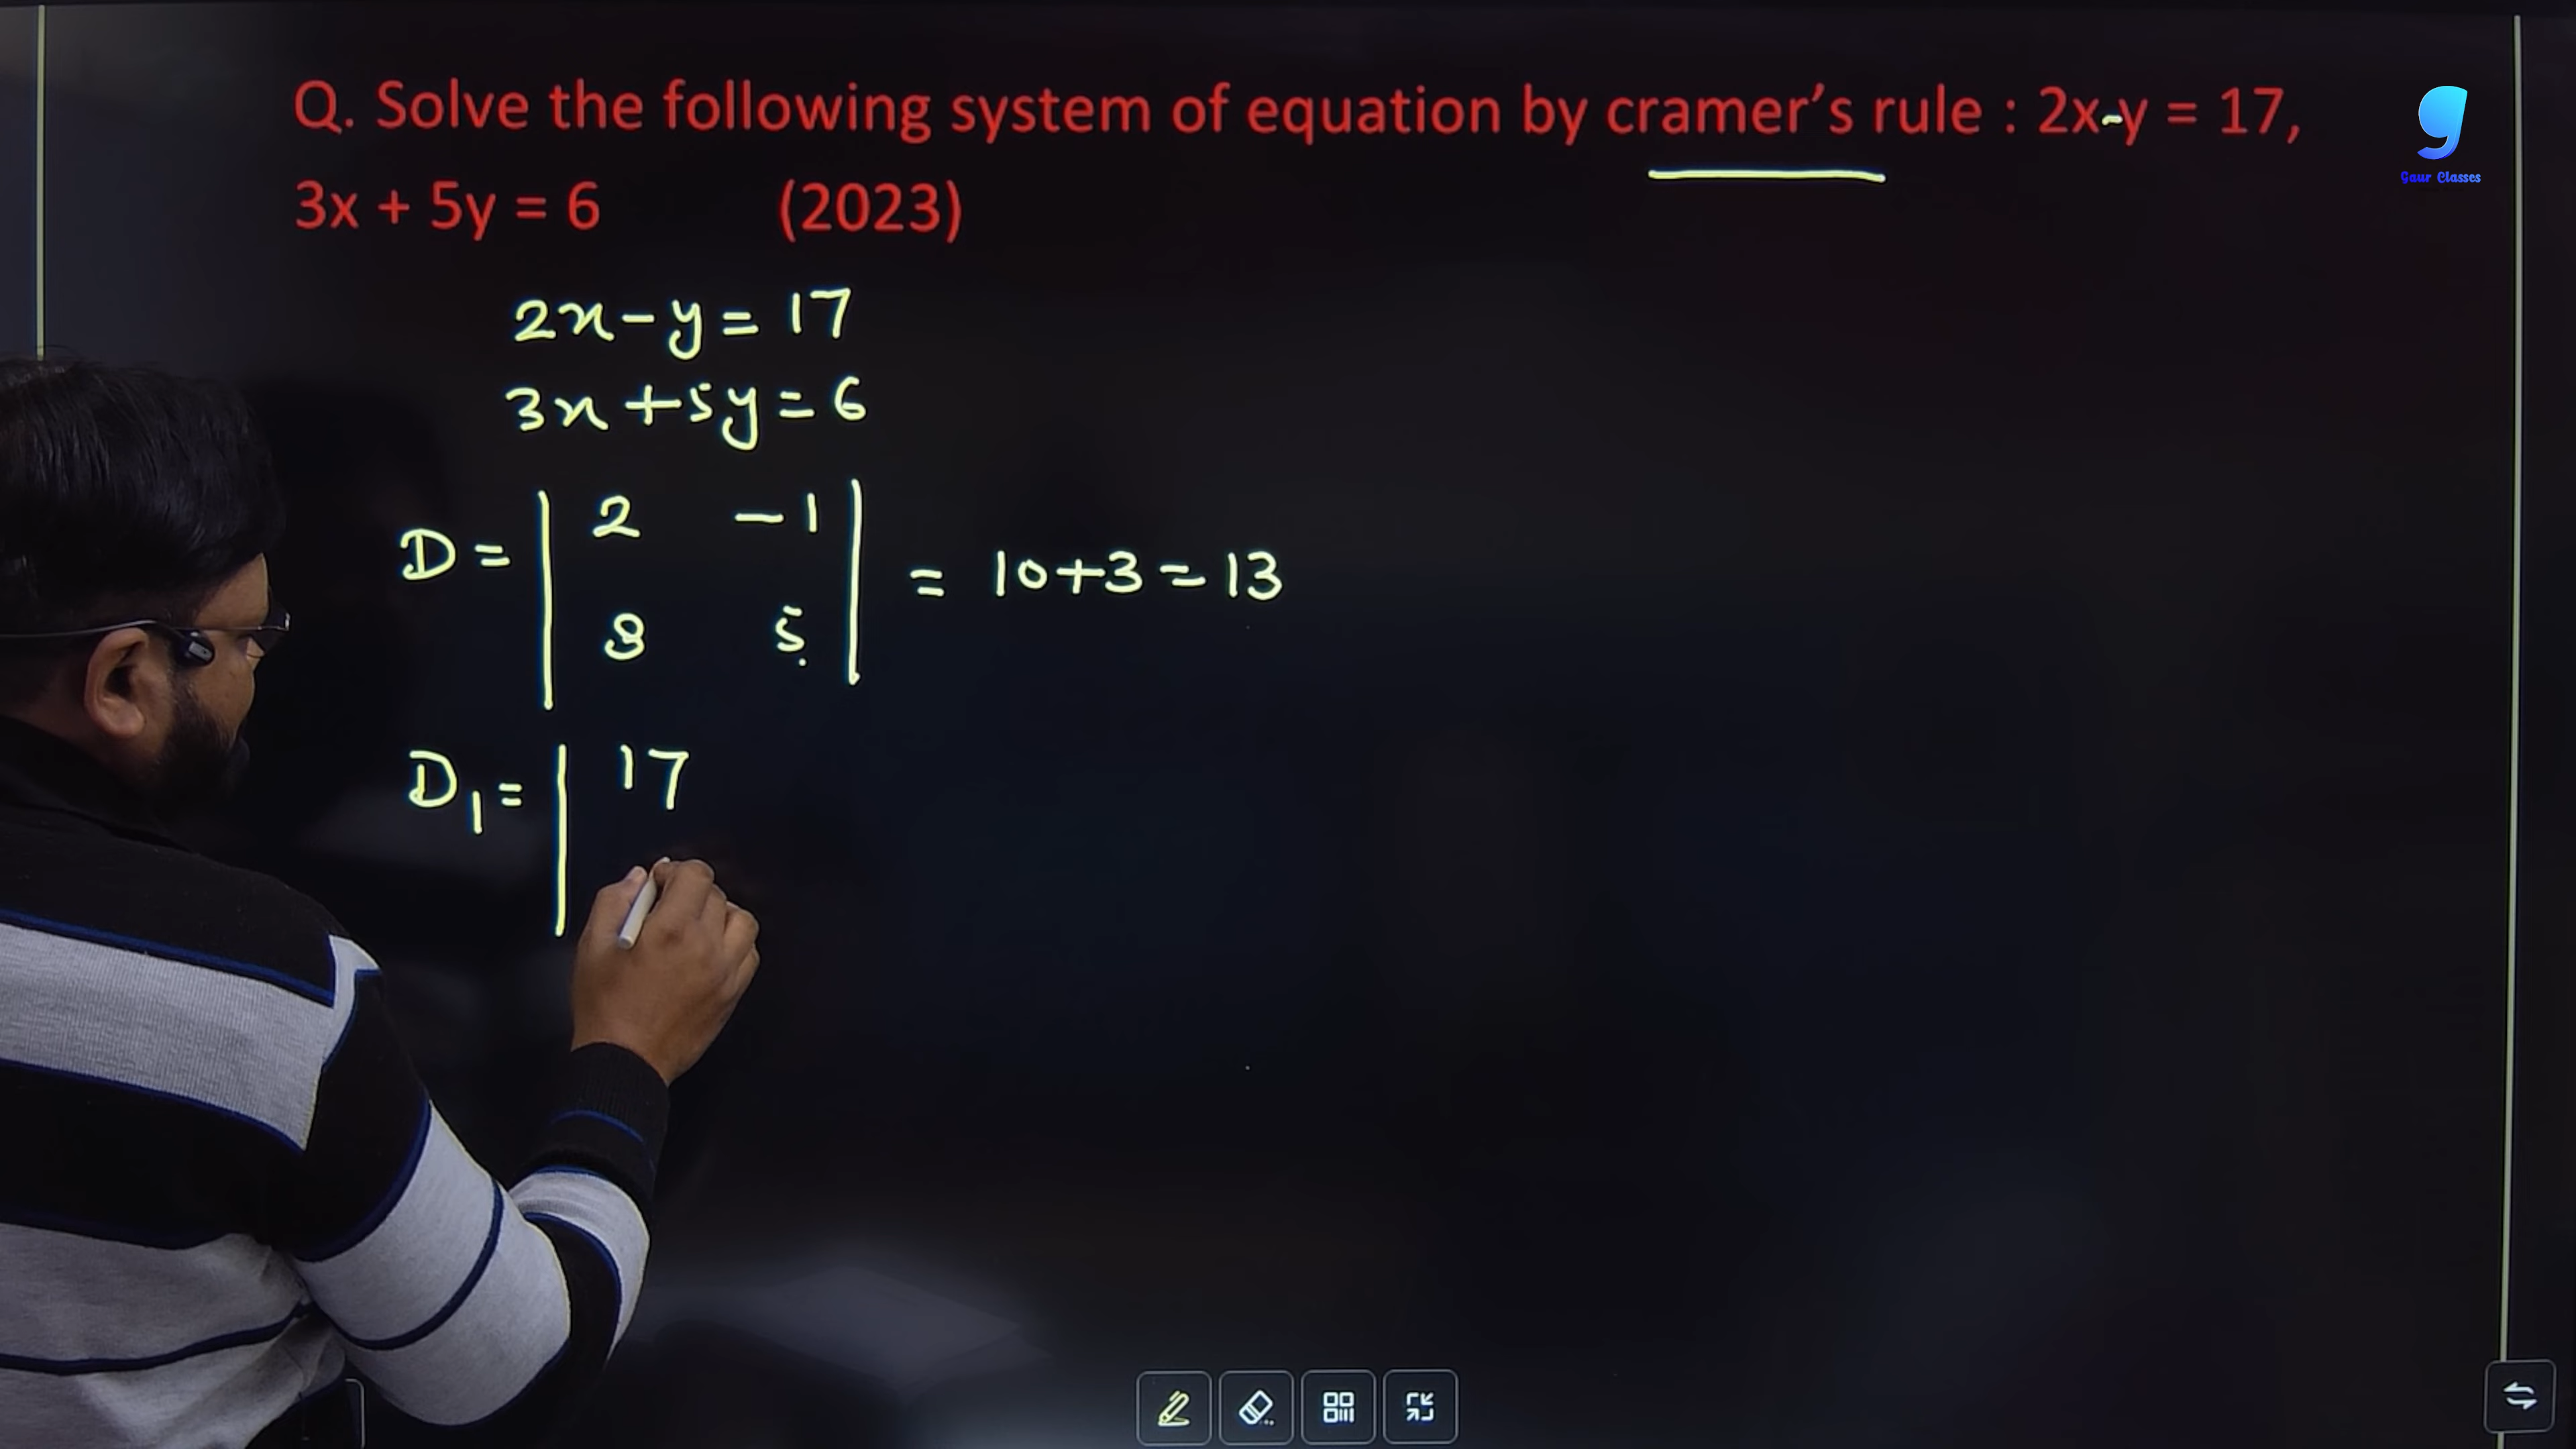 Q. Solve the following system of equation by cramer’s rule : 2x-y = 17,
3x + 5y = 6 (2023)
g
Gaur Classes
2x-y=17
3x+5y=6
D= | 2 -1 | = 10+3=13
3 5
D1= | 17